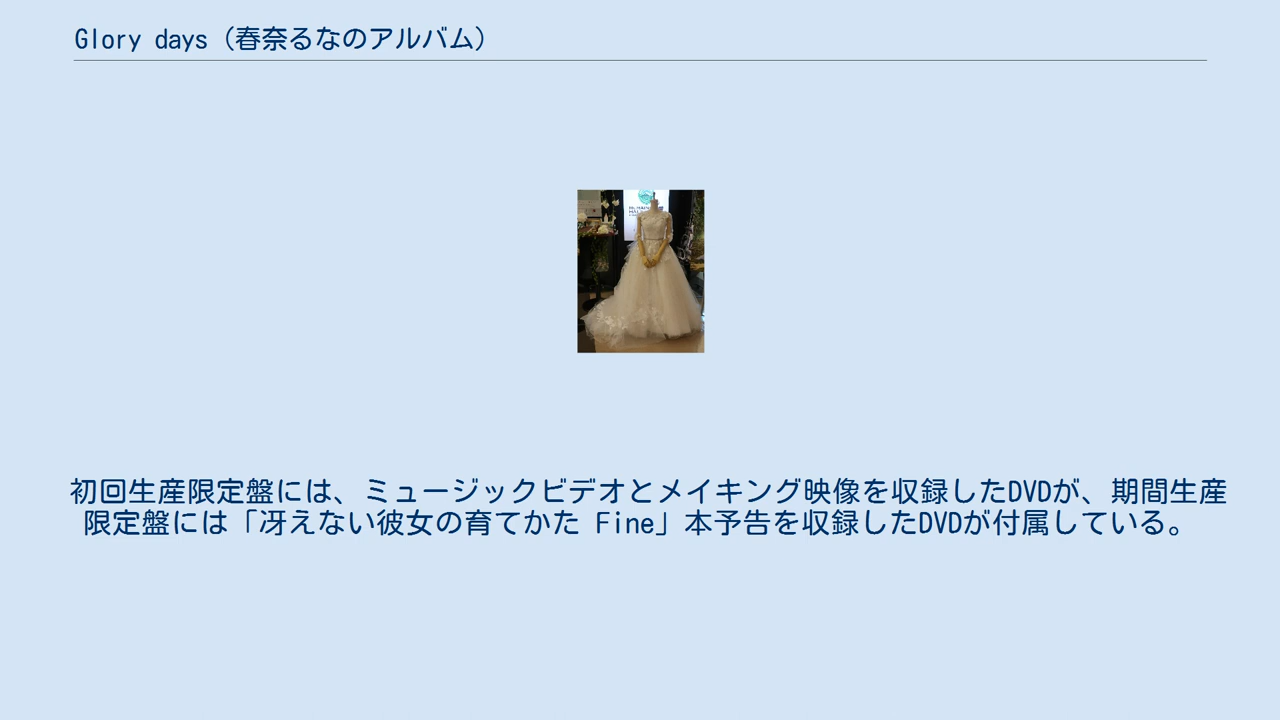 Glory days（春奈るなのアルバム）
初回生産限定盤には、ミュージックビデオとメイキング映像を収録したDVDが、期間生産
限定盤には「冴えない彼女の育てかた Fine」本予告を収録したDVDが付属している。